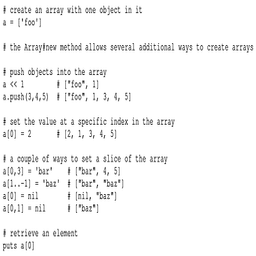 # create an array with one object in it
a = ['foo']
# the Array#new method allows several additional ways to create arrays
# push objects into the array
a << 1 # ["foo", 1]
a.push(3,4,5) # ["foo", 1, 3, 4, 5]
# set the value at a specific index in the array
a[0] = 2 # [2, 1, 3, 4, 5]
# a couple of ways to set a slice of the array
a[0,3] = 'bar' # ["bar", 4, 5]
a[1..-1] = 'baz' # ["bar", "baz"]
a[0] = nil # [nil, "baz"]
a[0,1] = nil # ["baz"]
# retrieve an element
puts a[0]